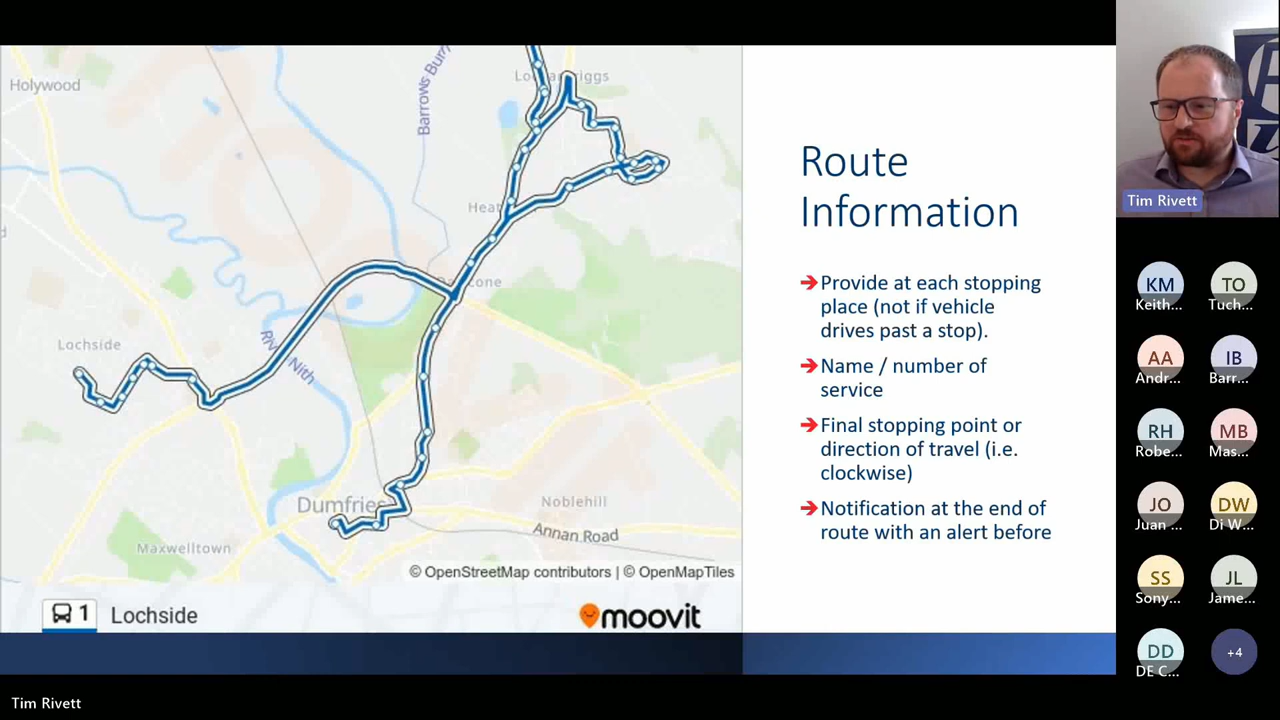 Holywood
Barrows Burn
Lochside
River Nith
Dumfries
Noblehill
Annan Road
Maxwelltown
© OpenStreetMap contributors | © OpenMapTiles
1 Lochside
moovit
Route
Information
Provide at each stopping
place (not if vehicle
drives past a stop).
Name / number of
service
Final stopping point or
direction of travel (i.e.
clockwise)
Notification at the end of
route with an alert before
Tim Rivett
KM
Keith...
TO
Tuch...
AA
Andr...
IB
Barr...
RH
Robe...
MB
Mas...
JO
Juan ...
DW
Di W...
SS
Sony...
JL
Jame...
DD
DE C...
+4
Tim Rivett